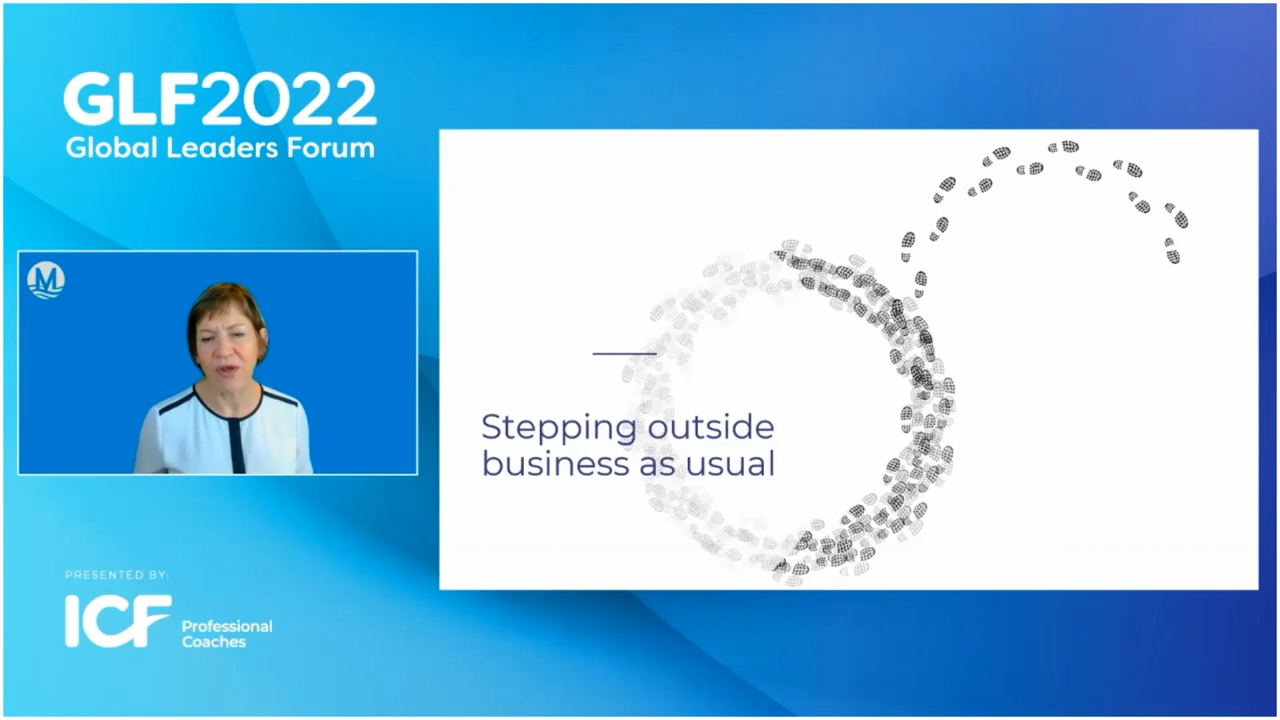 GLF2022
Global Leaders Forum
M
Stepping outside
business as usual
PRESENTED BY:
ICF
Professional
Coaches